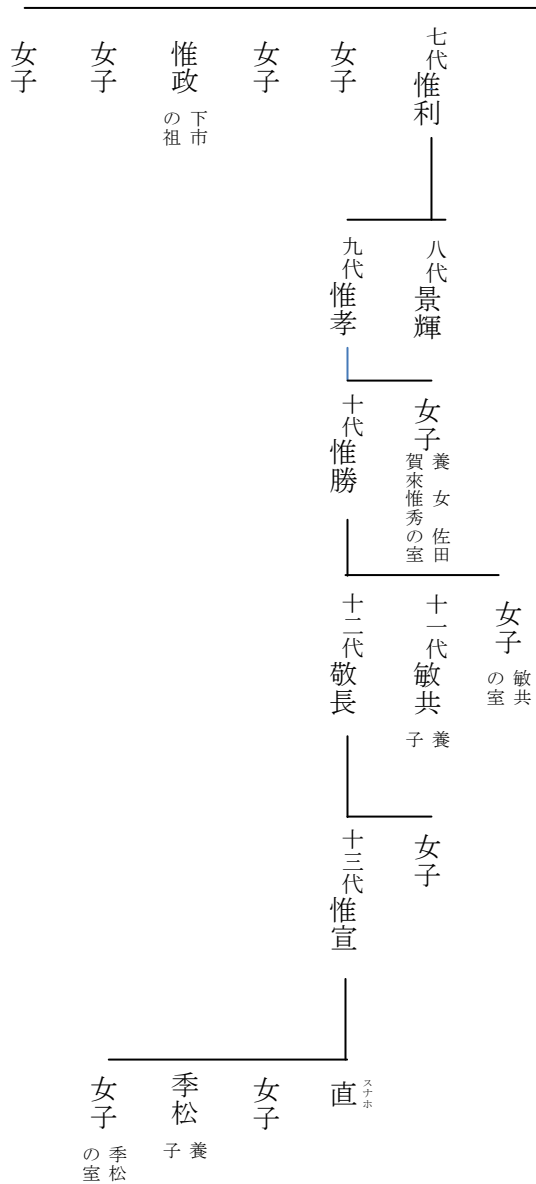 七代 惟利
女子
女子
惟政 下市の祖
女子
女子
八代 景輝
九代 惟孝
女子 養女 佐田賀來惟秀の室
十代 惟勝
女子 敏共の室
十一代 敏共 養子
十二代 敬長
女子
十三代 惟宣
直 スナホ
女子
季松 養子
女子 季松の室